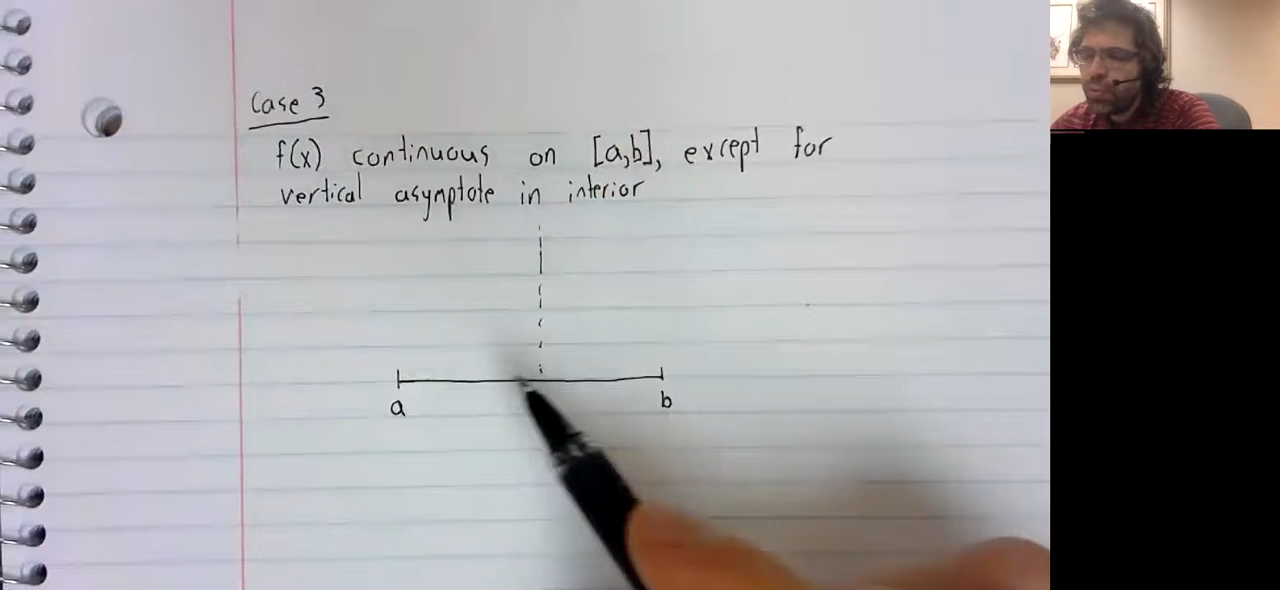 Case 3
f(x) continuous on [a,b], except for
vertical asymptote in interior
a b